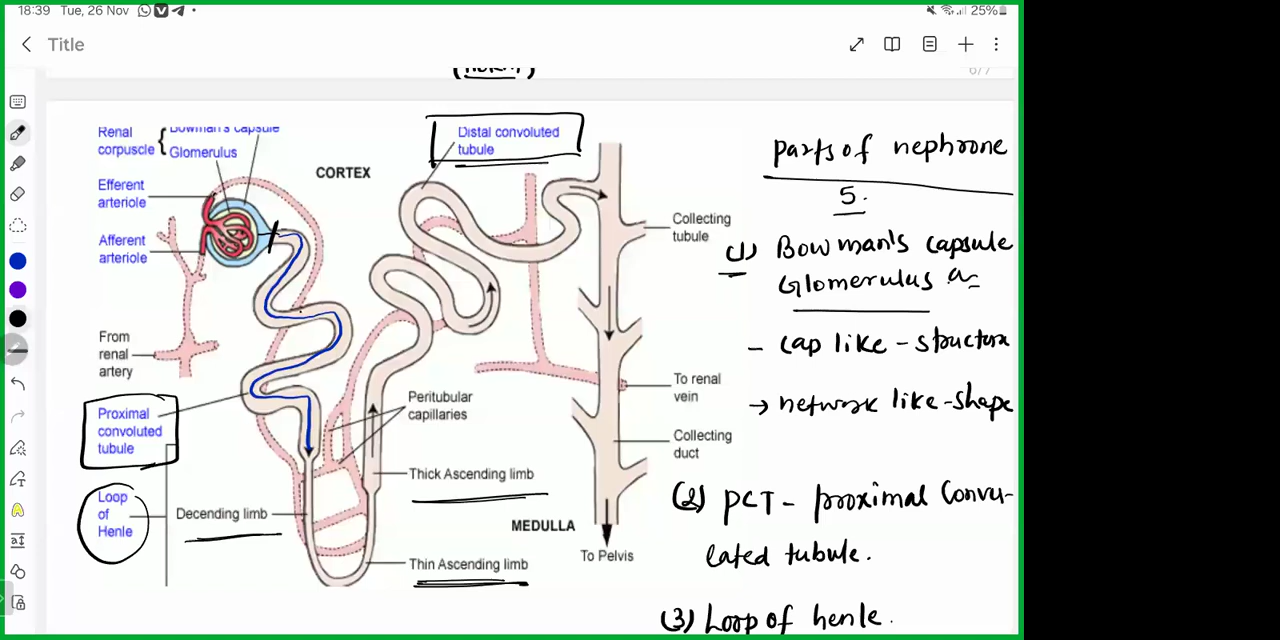 18:39 Tue, 26 Nov 25%
Title
6/7
Renal
corpuscle
Bowman's capsule
Glomerulus
Efferent
arteriole
Afferent
arteriole
From
renal
artery
Proximal
convoluted
tubule
Loop
of
Henle
Decending limb
CORTEX
Distal convoluted
tubule
Peritubular
capillaries
Thick Ascending limb
MEDULLA
Thin Ascending limb
Collecting
tubule
To renal
vein
Collecting
duct
To Pelvis
parts of nephrone
5.
(1) Bowman's capsule
Glomerulus
- cap like - structure
→ network like - shape
(2) PCT - proximal convu-
lated tubule.
(3) Loop of henle.